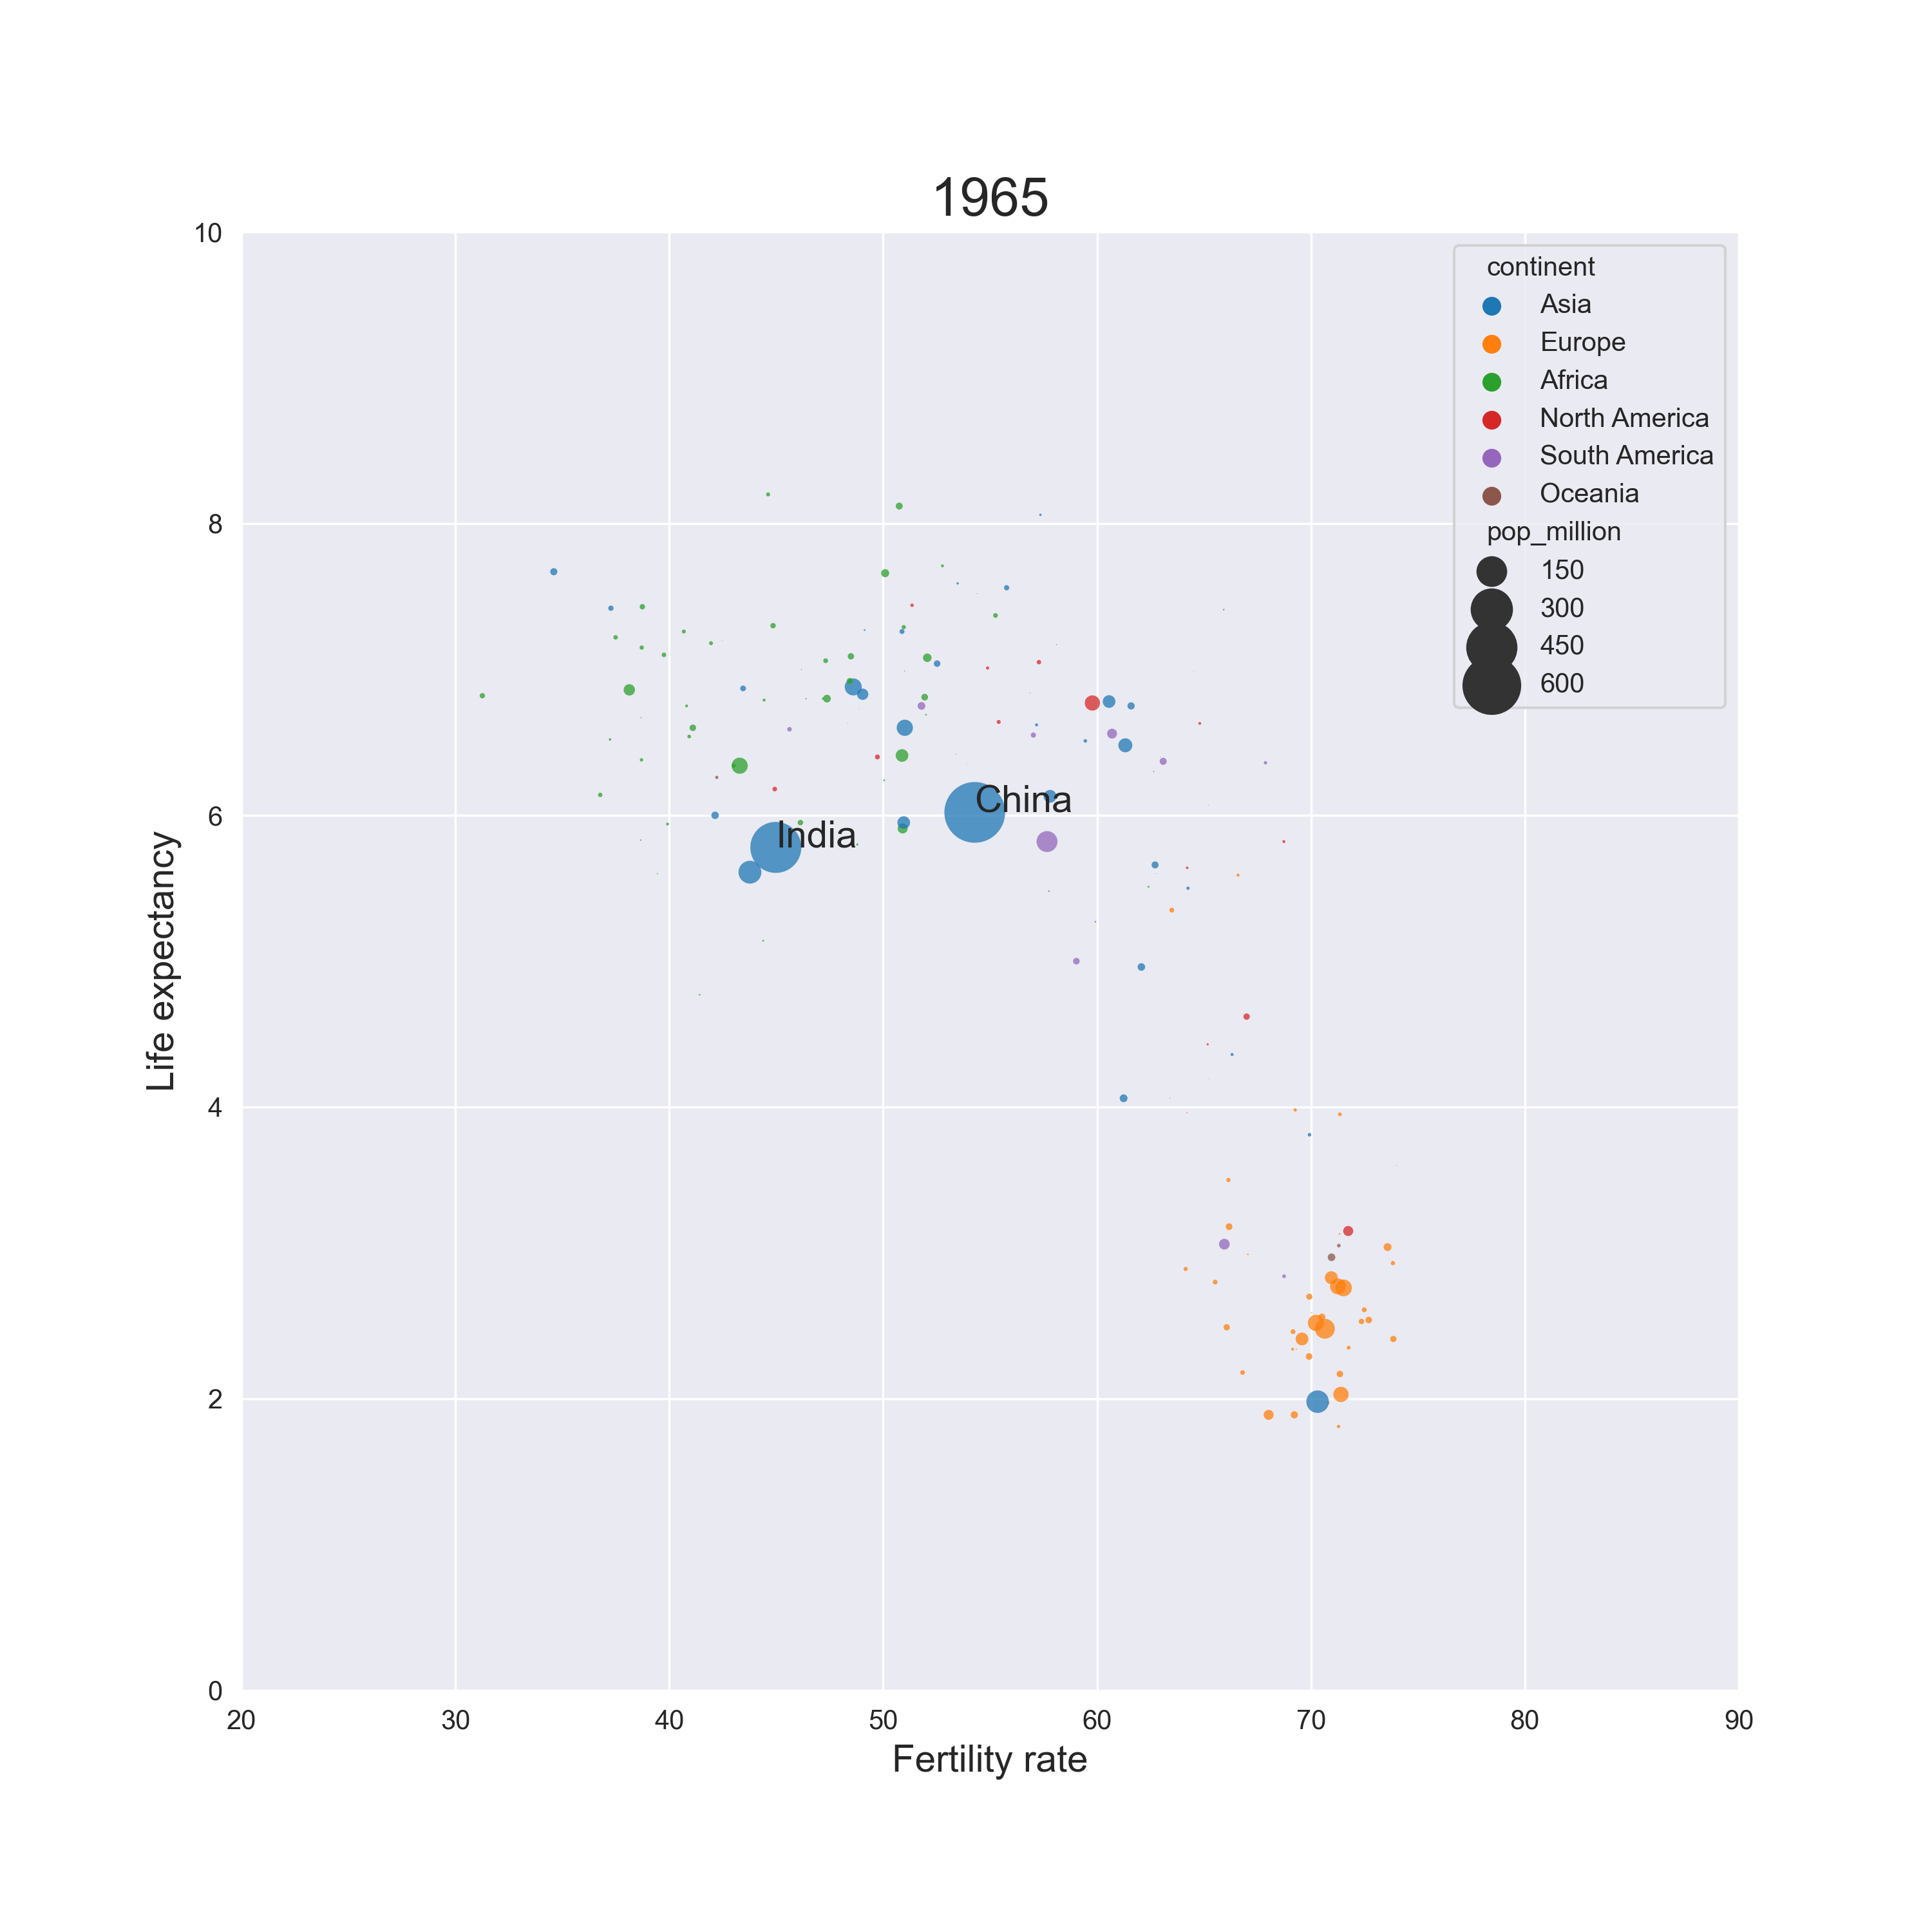 1965
10
8
6
4
2
0
Life expectancy
continent
Asia
Europe
Africa
North America
South America
Oceania
pop_million
150
300
450
600
China
India
20 30 40 50 60 70 80 90
Fertility rate